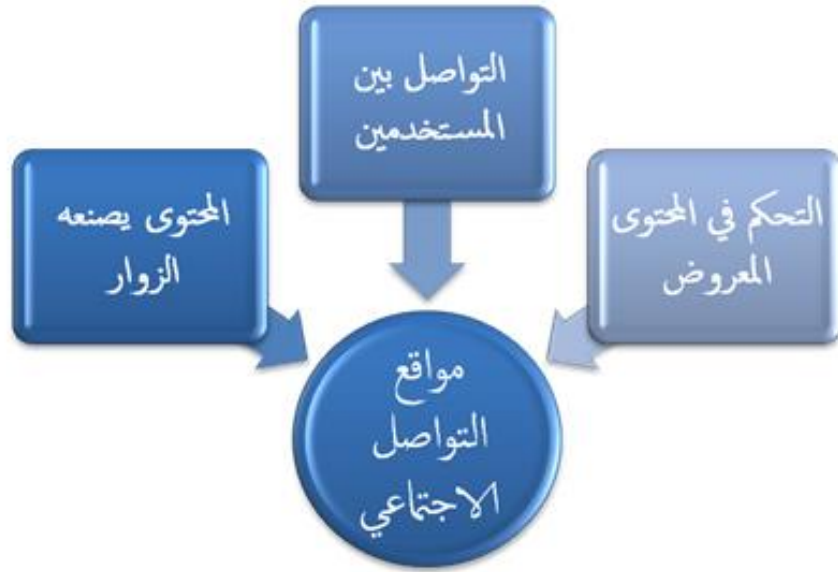 التواصل بين
المستخدمين
التحكم في المحتوى
المعروض
المحتوى يصنعه
الزوار
مواقع
التواصل
الاجتماعي